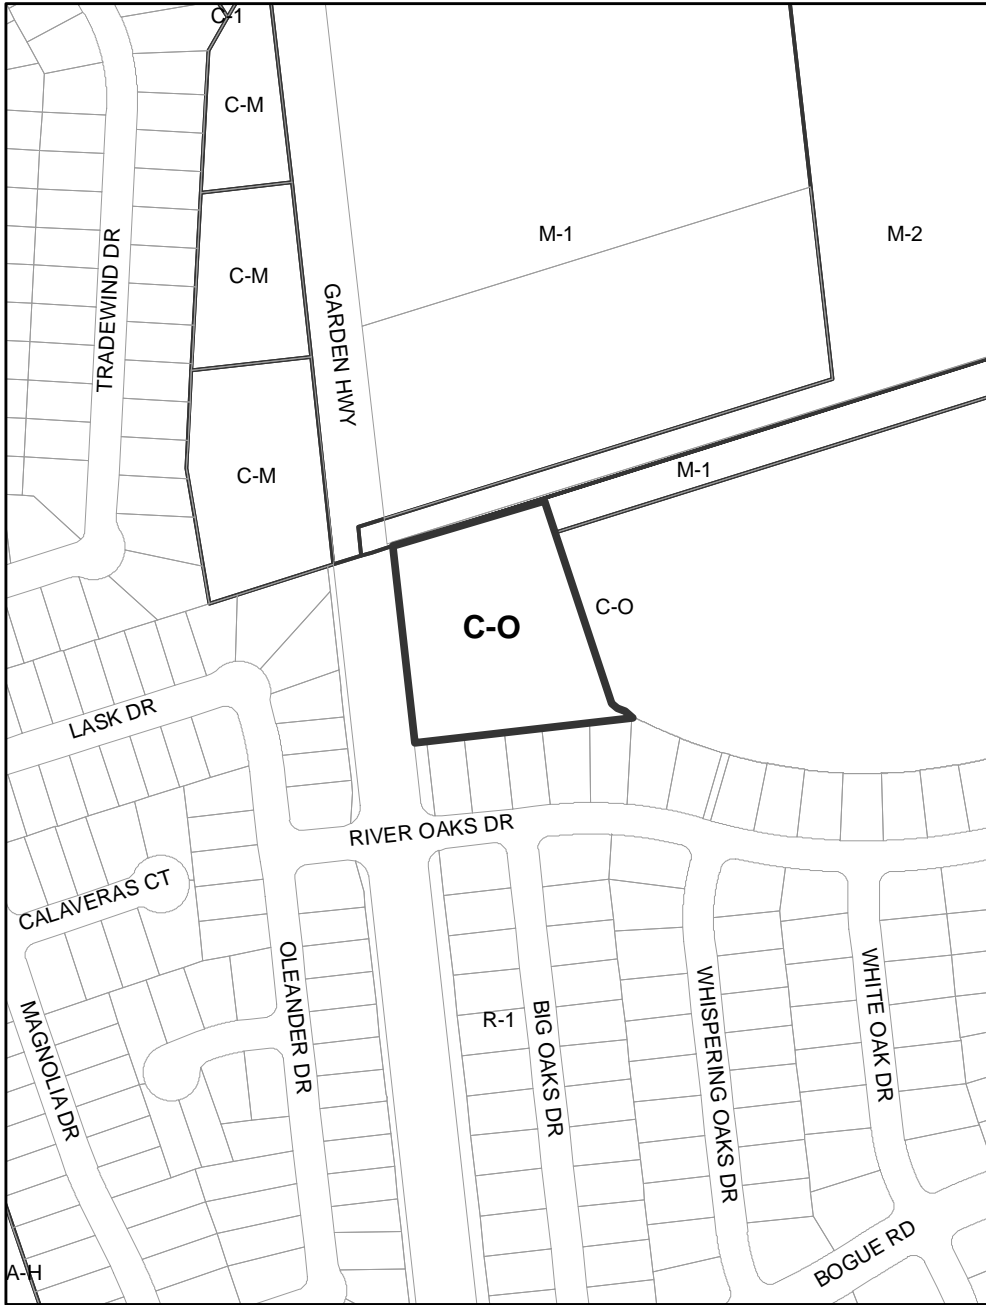 C-1
C-M
M-1
M-2
C-M
TRADEWIND DR
GARDEN HWY
C-M
M-1
C-O
C-O
LASK DR
RIVER OAKS DR
CALAVERAS CT
OLEANDER DR
WHISPERING OAKS DR
WHITE OAK DR
MAGNOLIA DR
R-1
BIG OAKS DR
BOGUE RD
A-H